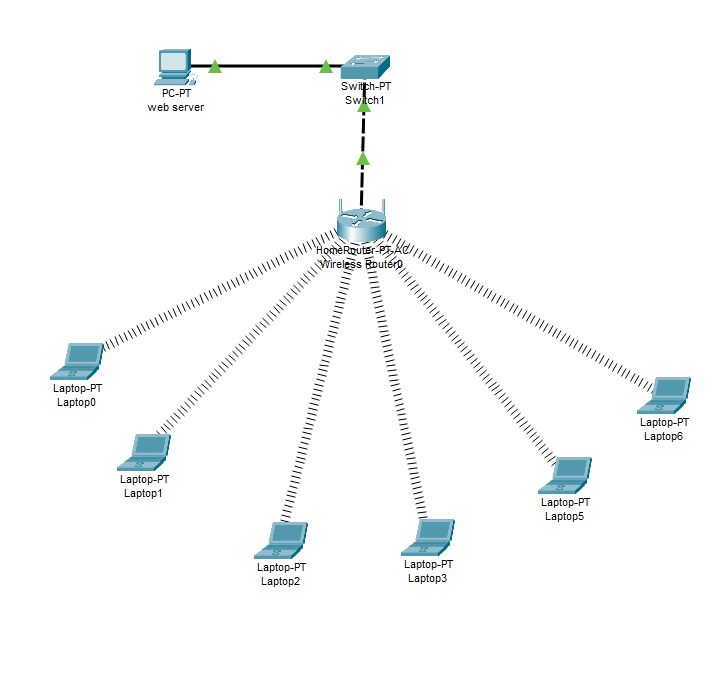 PC-PT
web server
Switch-PT
Switch1
HomeRouter-PT-AC
Wireless Router0
Laptop-PT
Laptop0
Laptop-PT
Laptop6
Laptop-PT
Laptop1
Laptop-PT
Laptop5
Laptop-PT
Laptop2
Laptop-PT
Laptop3